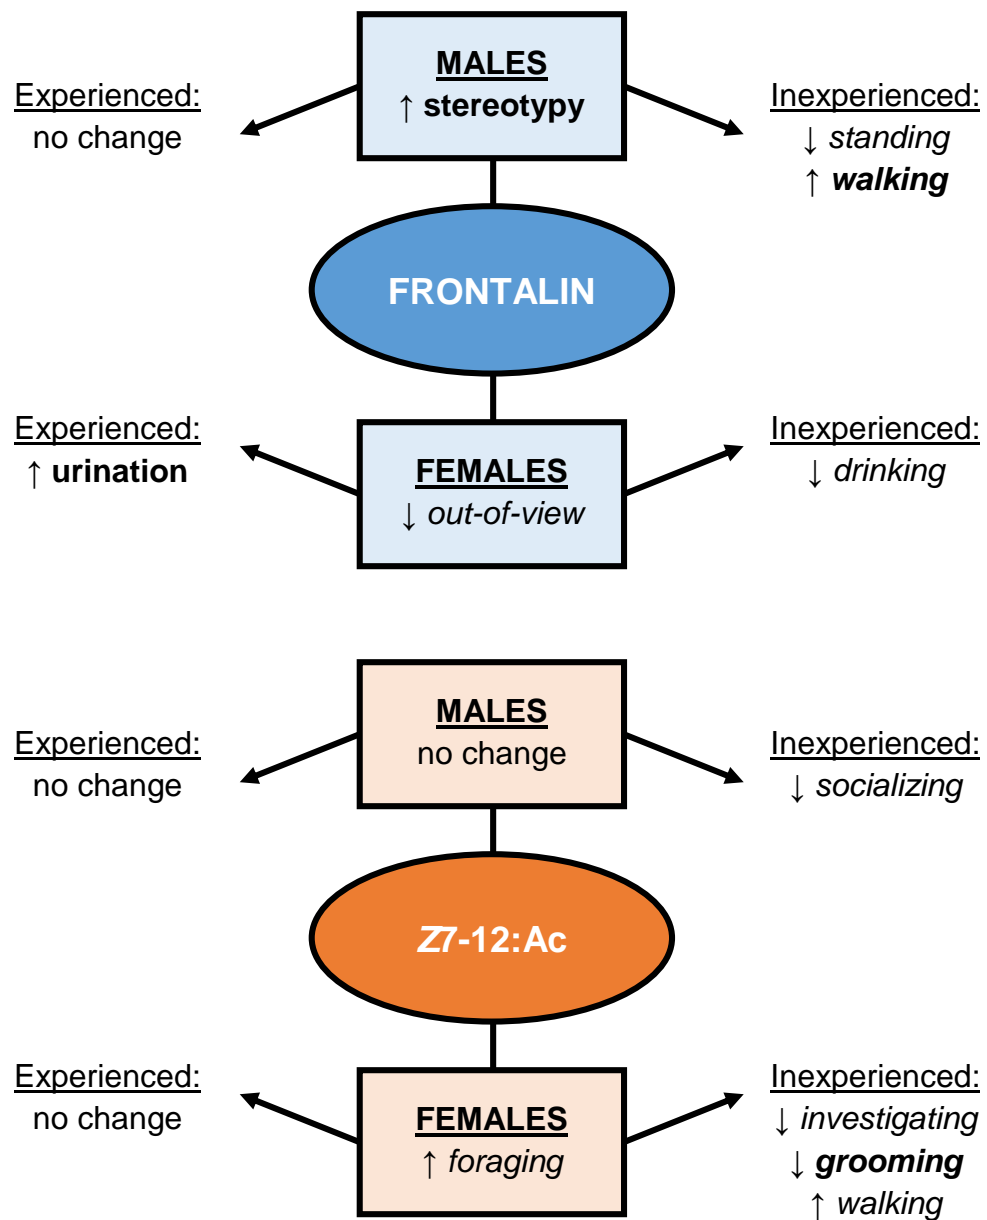 MALES
↑ stereotypy
Experienced:
no change
Inexperienced:
↓ standing
↑ walking
FRONTALIN
Experienced:
↑ urination
FEMALES
↓ out-of-view
Inexperienced:
↓ drinking
MALES
no change
Experienced:
no change
Inexperienced:
↓ socializing
Z7-12:Ac
Experienced:
no change
FEMALES
↑ foraging
Inexperienced:
↓ investigating
↓ grooming
↑ walking